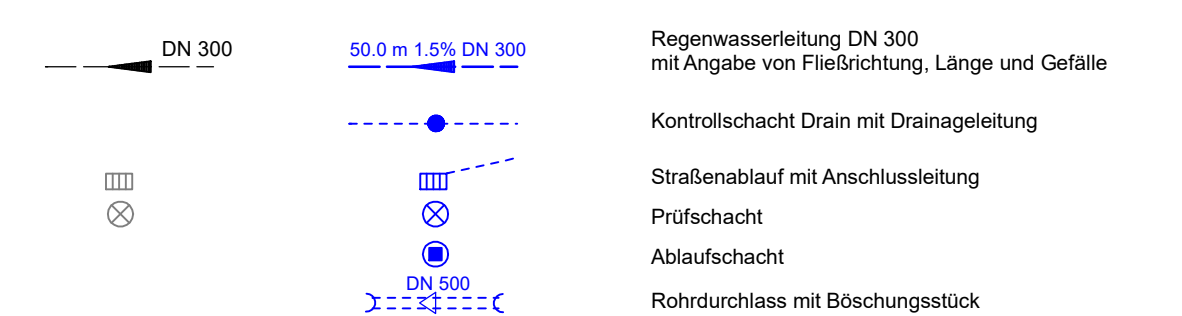 DN 300
50.0 m 1.5% DN 300
Regenwasserleitung DN 300
mit Angabe von Fließrichtung, Länge und Gefälle
Kontrollschacht Drain mit Drainageleitung
Straßenablauf mit Anschlussleitung
Prüfschacht
Ablaufschacht
DN 500
Rohrdurchlass mit Böschungsstück